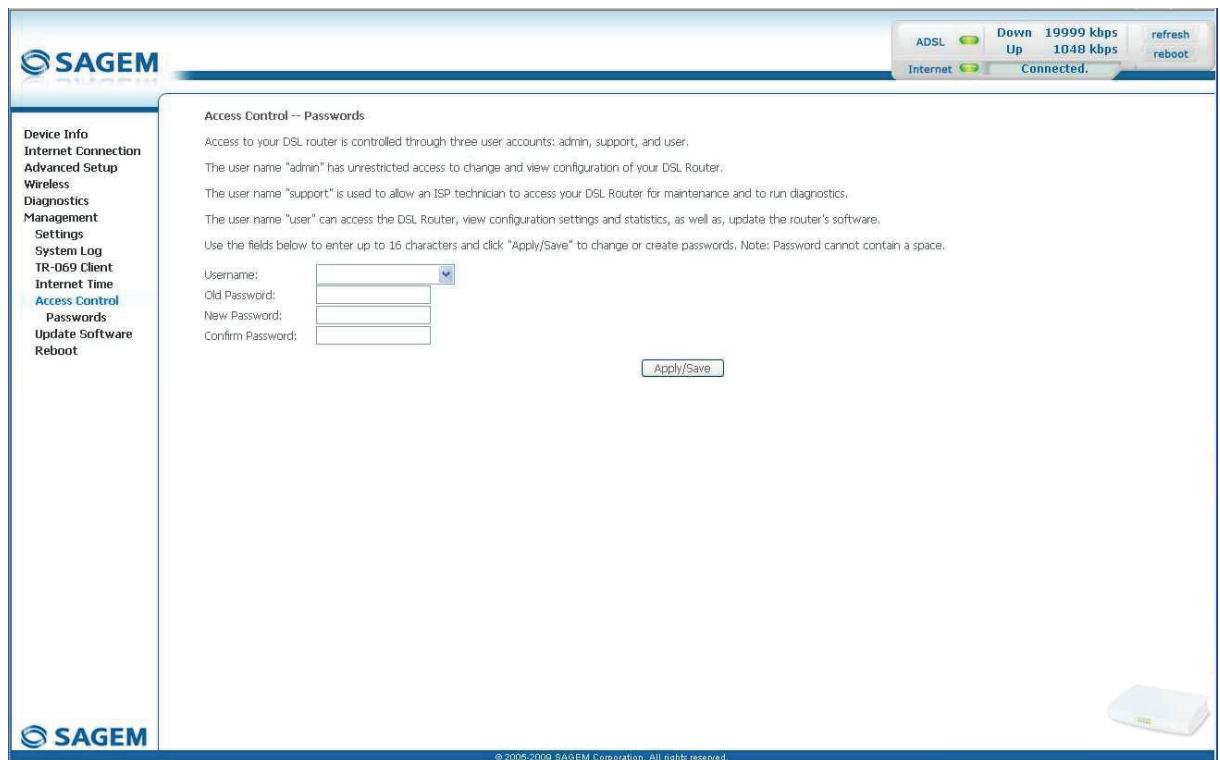 SAGEM
ADSL
Down 19999 kbps
Up 1048 kbps
Internet
Connected.
refresh
reboot
Device Info
Internet Connection
Advanced Setup
Wireless
Diagnostics
Management
Settings
System Log
TR-069 Client
Internet Time
Access Control
Passwords
Update Software
Reboot
Access Control -- Passwords
Access to your DSL router is controlled through three user accounts: admin, support, and user.
The user name "admin" has unrestricted access to change and view configuration of your DSL Router.
The user name "support" is used to allow an ISP technician to access your DSL Router for maintenance and to run diagnostics.
The user name "user" can access the DSL Router, view configuration settings and statistics, as well as, update the router's software.
Use the fields below to enter up to 16 characters and click "Apply/Save" to change or create passwords. Note: Password cannot contain a space.
Username:
Old Password:
New Password:
Confirm Password:
Apply/Save
SAGEM
© 2005-2009 SAGEM Corporation. All rights reserved.